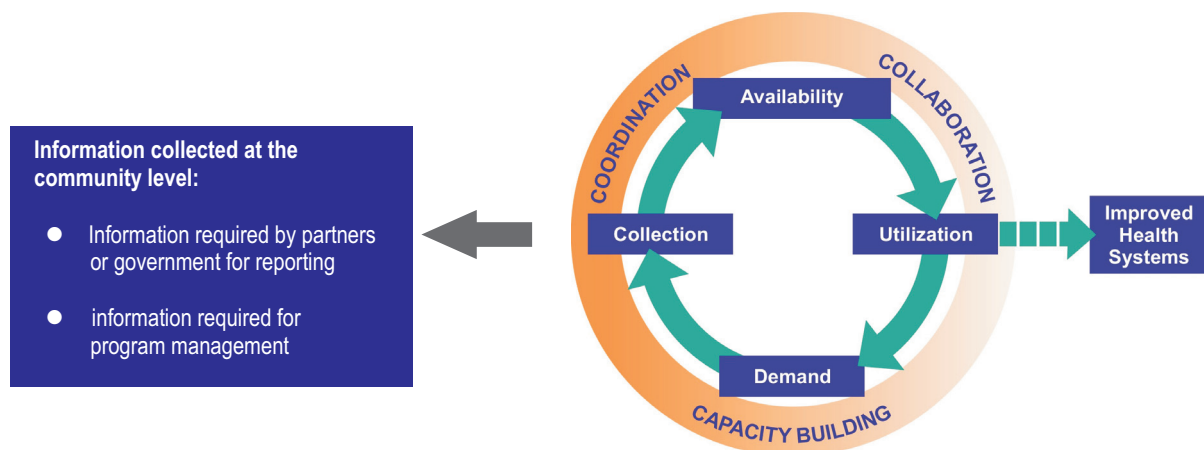 Information collected at the
community level:
● Information required by partners
or government for reporting
● information required for
program management
COORDINATION
COLLABORATION
CAPACITY BUILDING
Availability
Collection
Utilization
Demand
Improved
Health
Systems